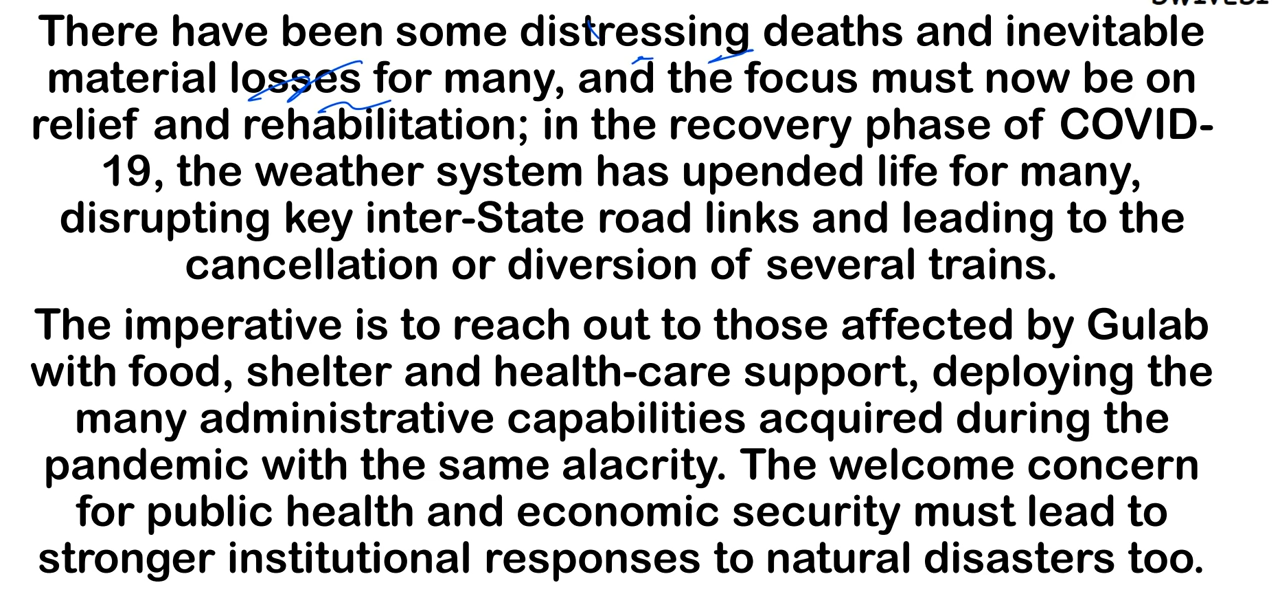 There have been some distressing deaths and inevitable
material losses for many, and the focus must now be on
relief and rehabilitation; in the recovery phase of COVID-
19, the weather system has upended life for many,
disrupting key inter-State road links and leading to the
cancellation or diversion of several trains.
The imperative is to reach out to those affected by Gulab
with food, shelter and health-care support, deploying the
many administrative capabilities acquired during the
pandemic with the same alacrity. The welcome concern
for public health and economic security must lead to
stronger institutional responses to natural disasters too.